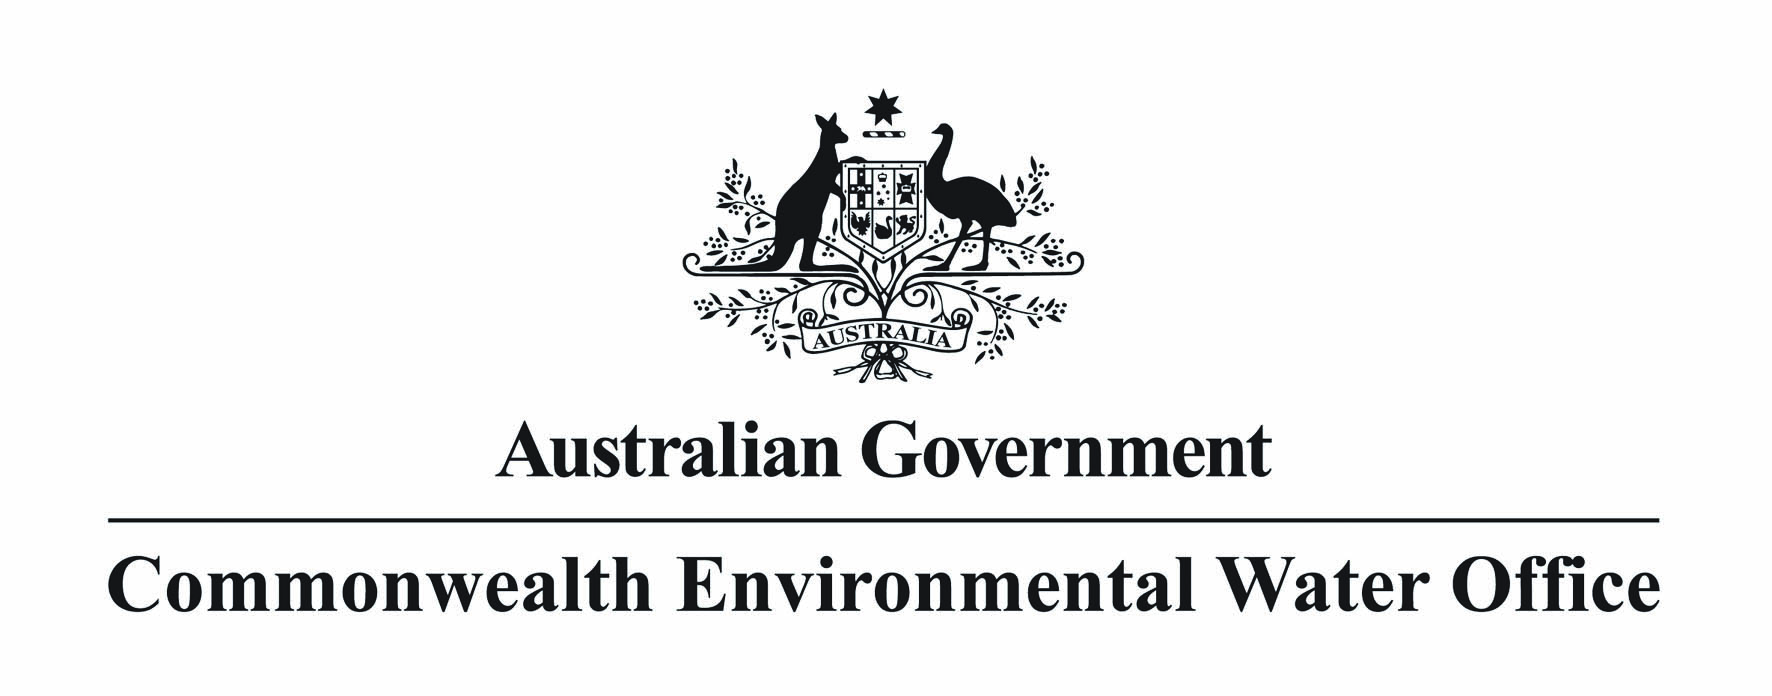 AUSTRALIA
Australian Government
Commonwealth Environmental Water Office